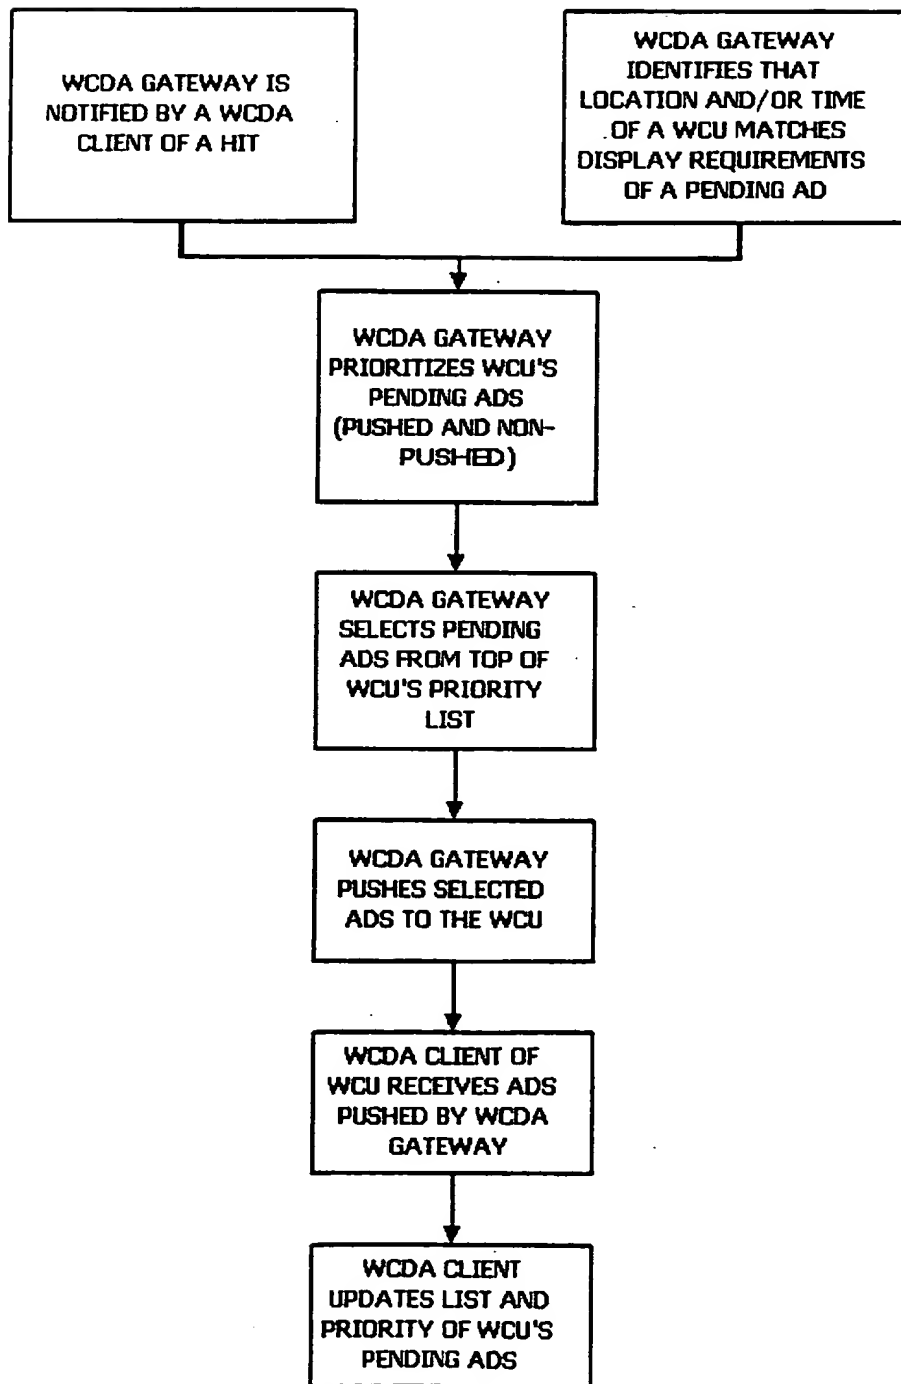 WCDA GATEWAY IS
NOTIFIED BY A WCDA
CLIENT OF A HIT
WCDA GATEWAY
IDENTIFIES THAT
LOCATION AND/OR TIME
OF A WCU MATCHES
DISPLAY REQUIREMENTS
OF A PENDING AD
WCDA GATEWAY
PRIORITIZES WCU'S
PENDING ADS
(PUSHED AND NON-
PUSHED)
WCDA GATEWAY
SELECTS PENDING
ADS FROM TOP OF
WCU'S PRIORITY
LIST
WCDA GATEWAY
PUSHES SELECTED
ADS TO THE WCU
WCDA CLIENT OF
WCU RECEIVES ADS
PUSHED BY WCDA
GATEWAY
WCDA CLIENT
UPDATES LIST AND
PRIORITY OF WCU'S
PENDING ADS